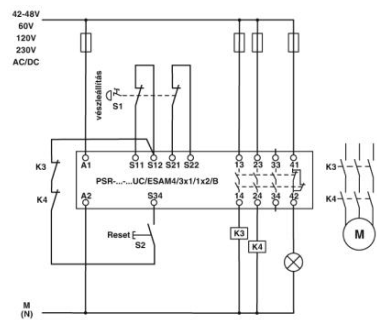 42-48V
60V
120V
230V
AC/DC
vészleállítás
S1
A1 S11 S12 S21 S22 13 23 33 41
K3
PSR-...-...UC/ESAM4/3x1/1x2/B
K3
K4
A2 S34 14 24 34 42
K4
Reset
S2
K3
K4
M
M
(N)